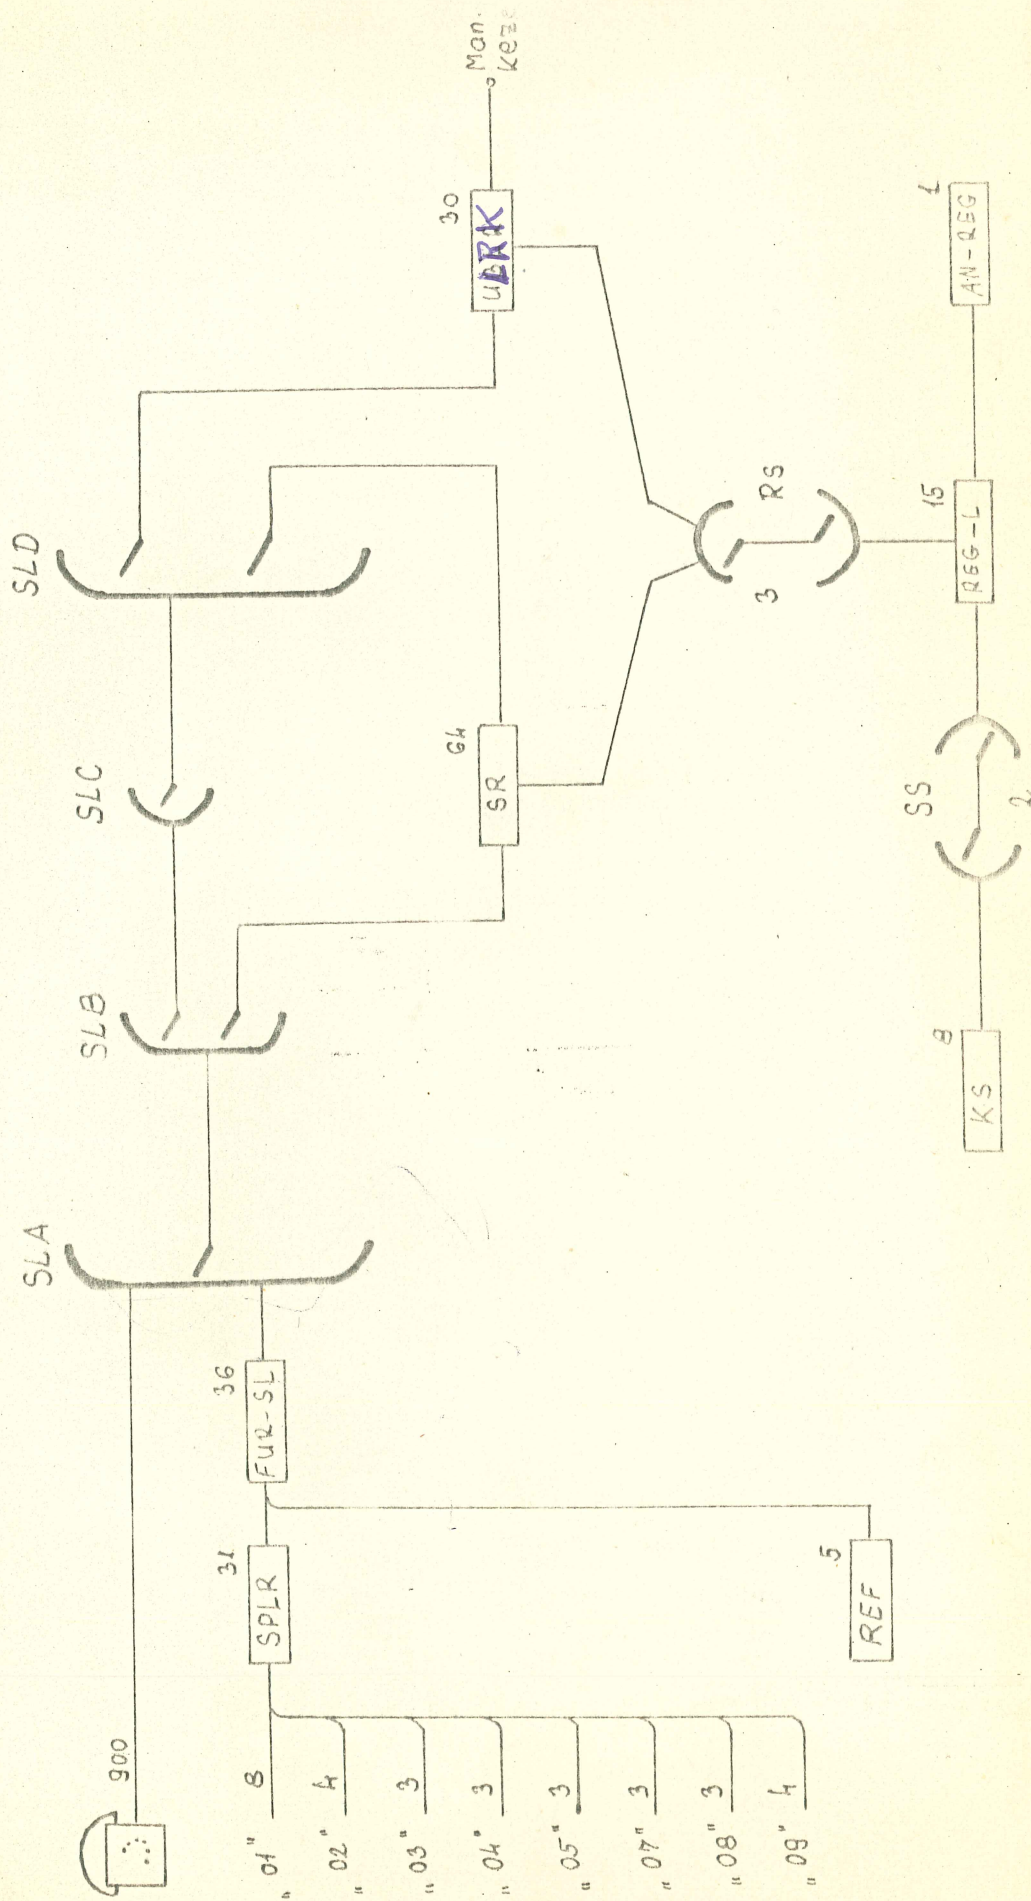 SLA
SLB
SLC
SLD
900
"01" 8
"02" 4
"03" 3
"04" 3
"05" 3
"07" 3
"08" 3
"09" 4
31
SPLR
36
FUR-SL
5
REF
64
SR
30
Man.
3
RS
8
KS
SS
2
15
REG-L
1
AN-REG